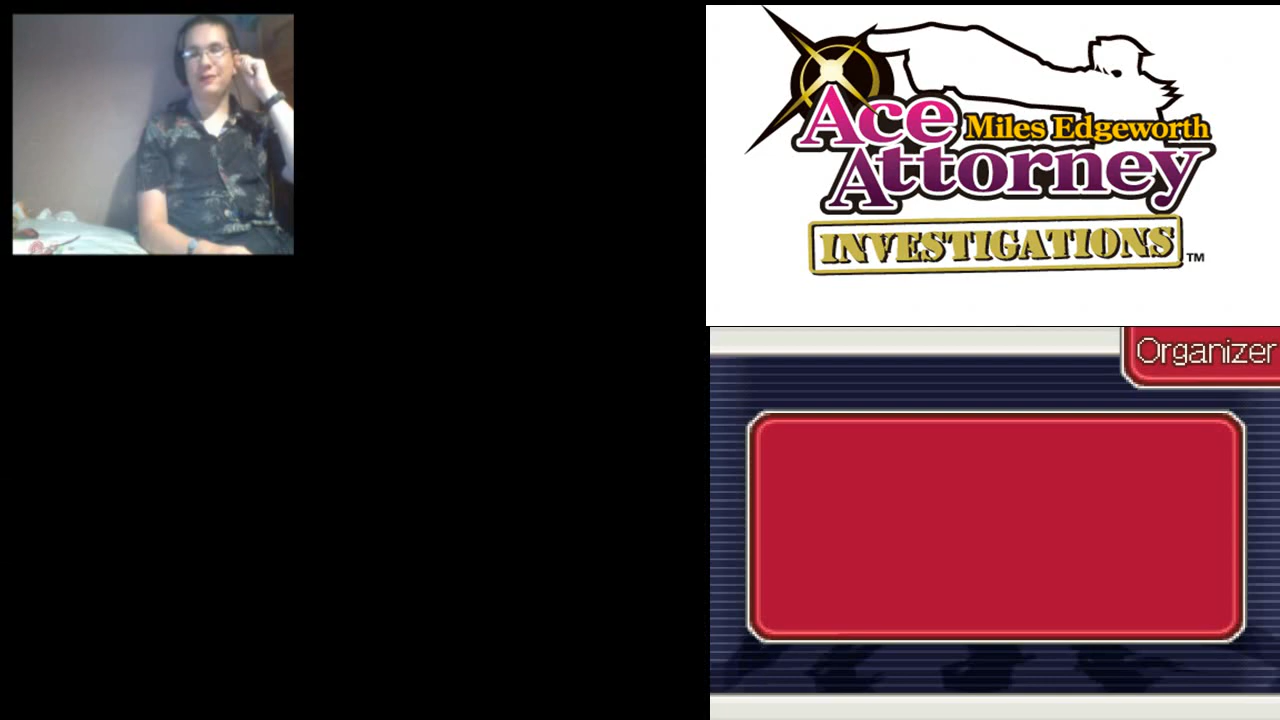 Ace
Miles Edgeworth
Attorney
INVESTIGATIONS
TM
Organizer